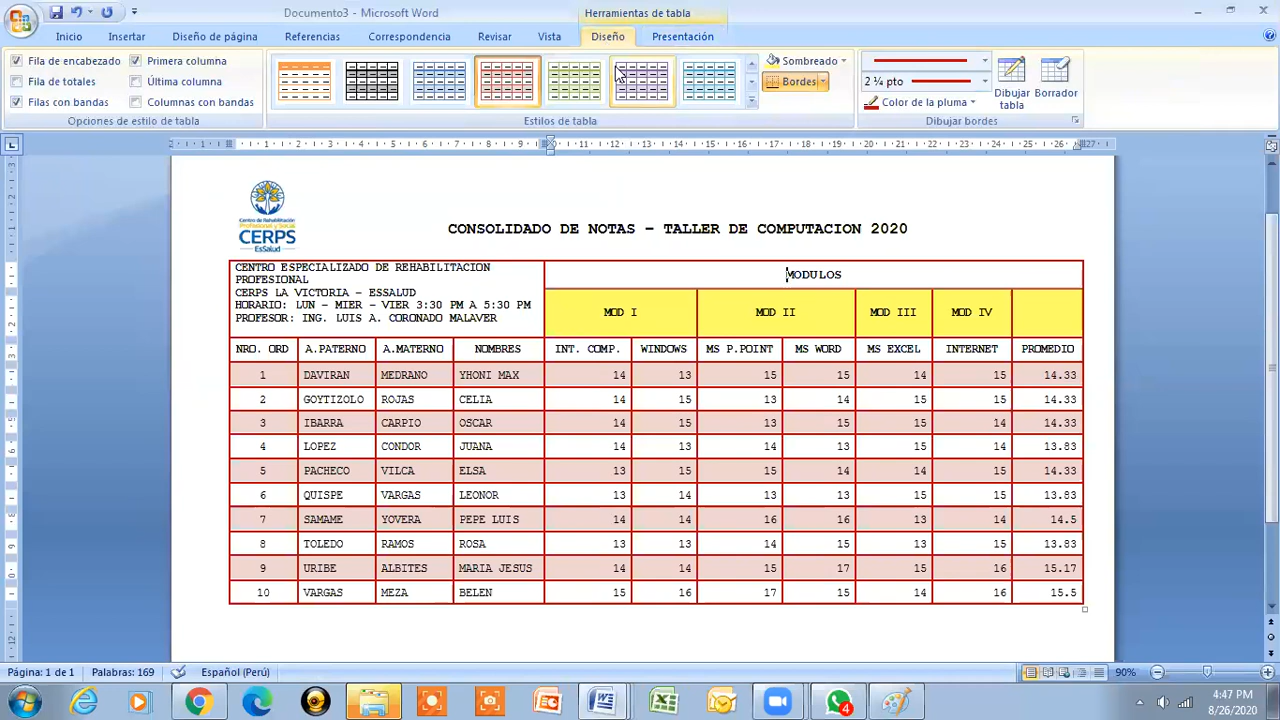 Documento3 - Microsoft Word
Herramientas de tabla
Inicio Insertar Diseño de página Referencias Correspondencia Revisar Vista Diseño Presentación
Fila de encabezado Primera columna
Fila de totales Última columna
Filas con bandas Columnas con bandas
Opciones de estilo de tabla
Estilos de tabla
Sombreado
Bordes
2 ¼ pto
Color de la pluma
Dibujar tabla
Borrador
Dibujar bordes
Centro de Rehabilitación
Profesional y Social
CERPS
EsSalud
CONSOLIDADO DE NOTAS – TALLER DE COMPUTACION 2020
CENTRO ESPECIALIZADO DE REHABILITACION
PROFESIONAL
CERPS LA VICTORIA – ESSALUD
HORARIO: LUN – MIER – VIER 3:30 PM A 5:30 PM
PROFESOR: ING. LUIS A. CORONADO MALAVER
MODULOS
MOD I MOD II MOD III MOD IV
NRO. ORD A.PATERNO A.MATERNO NOMBRES INT. COMP. WINDOWS MS P.POINT MS WORD MS EXCEL INTERNET PROMEDIO
1 DAVIRAN MEDRANO YHONI MAX 14 13 15 15 14 15 14.33
2 GOYTIZOLO ROJAS CELIA 14 15 13 14 15 15 14.33
3 IBARRA CARPIO OSCAR 14 15 13 15 15 14 14.33
4 LOPEZ CONDOR JUANA 14 13 14 13 15 14 13.83
5 PACHECO VILCA ELSA 13 15 15 14 14 15 14.33
6 QUISPE VARGAS LEONOR 13 14 13 13 15 15 13.83
7 SAMAME YOVERA PEPE LUIS 14 14 16 16 13 14 14.5
8 TOLEDO RAMOS ROSA 13 13 14 15 13 15 13.83
9 URIBE ALBITES MARIA JESUS 14 14 15 17 15 16 15.17
10 VARGAS MEZA BELEN 15 16 17 15 14 16 15.5
Página: 1 de 1 Palabras: 169 Español (Perú) 90%
4
4:47 PM
8/26/2020